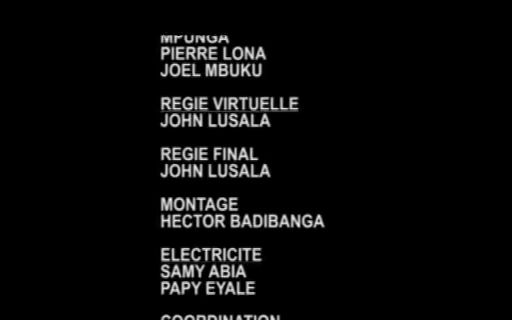 MPUNGA
PIERRE LONA
JOEL MBUKU
REGIE VIRTUELLE
JOHN LUSALA
REGIE FINAL
JOHN LUSALA
MONTAGE
HECTOR BADIBANGA
ELECTRICITE
SAMY ABIA
PAPY EYALE
COORDINATION